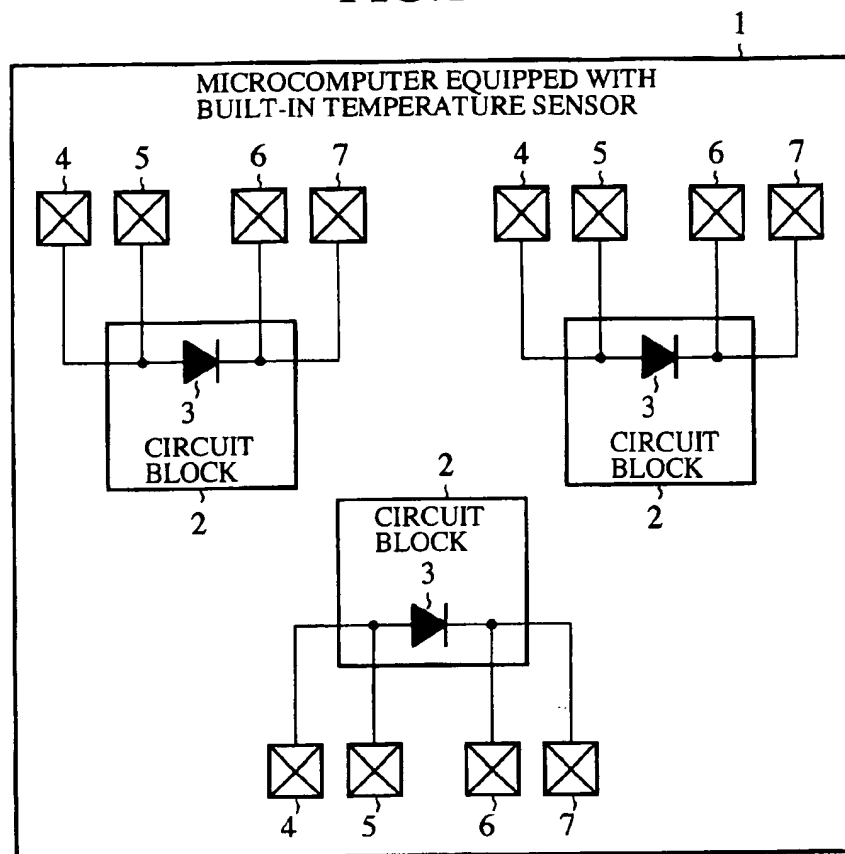 1
MICROCOMPUTER EQUIPPED WITH
BUILT-IN TEMPERATURE SENSOR
4 5 6 7
4 5 6 7
3
CIRCUIT
BLOCK
2
3
CIRCUIT
BLOCK
2
2
CIRCUIT
BLOCK
3
4 5 6 7